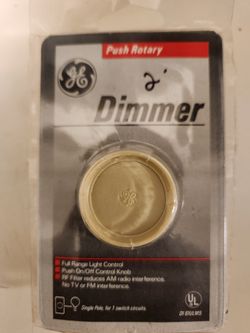 Push Rotary
GE
2'
Dimmer
GE
• Full Range Light Control
• Push On/Off Control Knob
• RF Filter reduces AM radio interference.
No TV or FM interference.
Single Pole, for 1 switch circuits.
UL